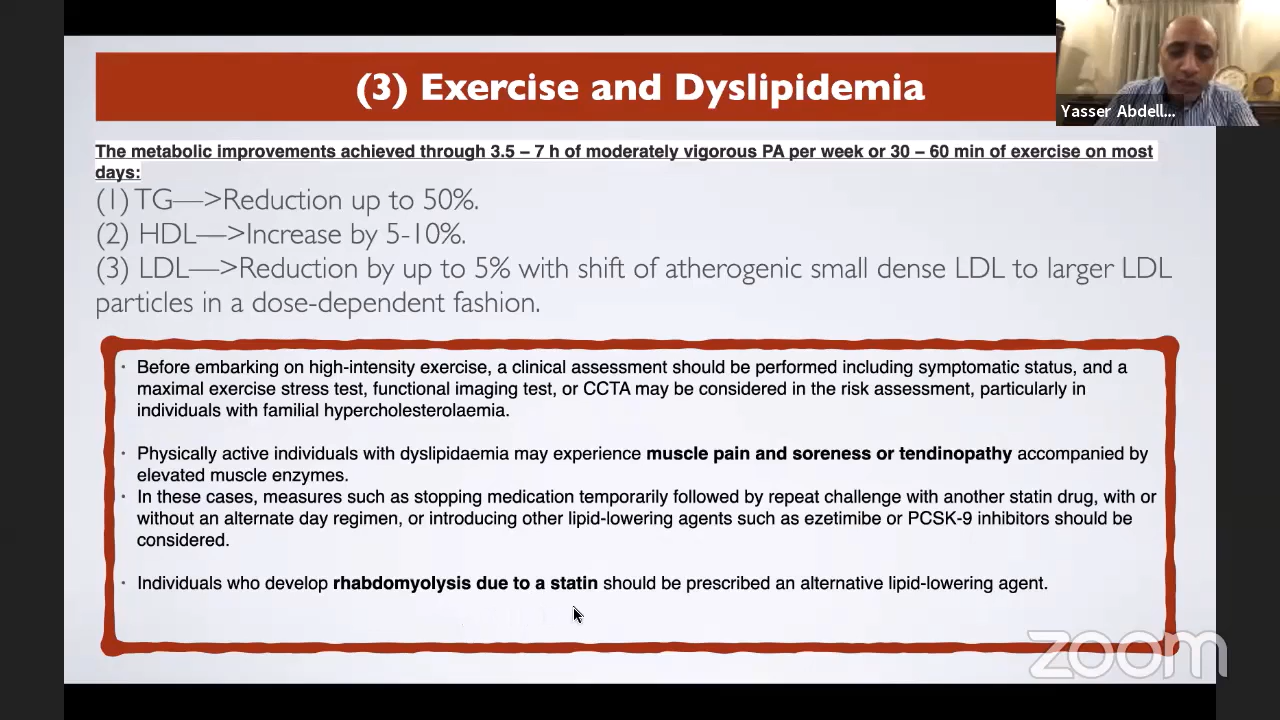 (3) Exercise and Dyslipidemia
Yasser Abdell...
The metabolic improvements achieved through 3.5 – 7 h of moderately vigorous PA per week or 30 – 60 min of exercise on most
days:
(1) TG—>Reduction up to 50%.
(2) HDL—>Increase by 5-10%.
(3) LDL—>Reduction by up to 5% with shift of atherogenic small dense LDL to larger LDL
particles in a dose-dependent fashion.
· Before embarking on high-intensity exercise, a clinical assessment should be performed including symptomatic status, and a
maximal exercise stress test, functional imaging test, or CCTA may be considered in the risk assessment, particularly in
individuals with familial hypercholesterolaemia.
· Physically active individuals with dyslipidaemia may experience muscle pain and soreness or tendinopathy accompanied by
elevated muscle enzymes.
· In these cases, measures such as stopping medication temporarily followed by repeat challenge with another statin drug, with or
without an alternate day regimen, or introducing other lipid-lowering agents such as ezetimibe or PCSK-9 inhibitors should be
considered.
· Individuals who develop rhabdomyolysis due to a statin should be prescribed an alternative lipid-lowering agent.
zoom